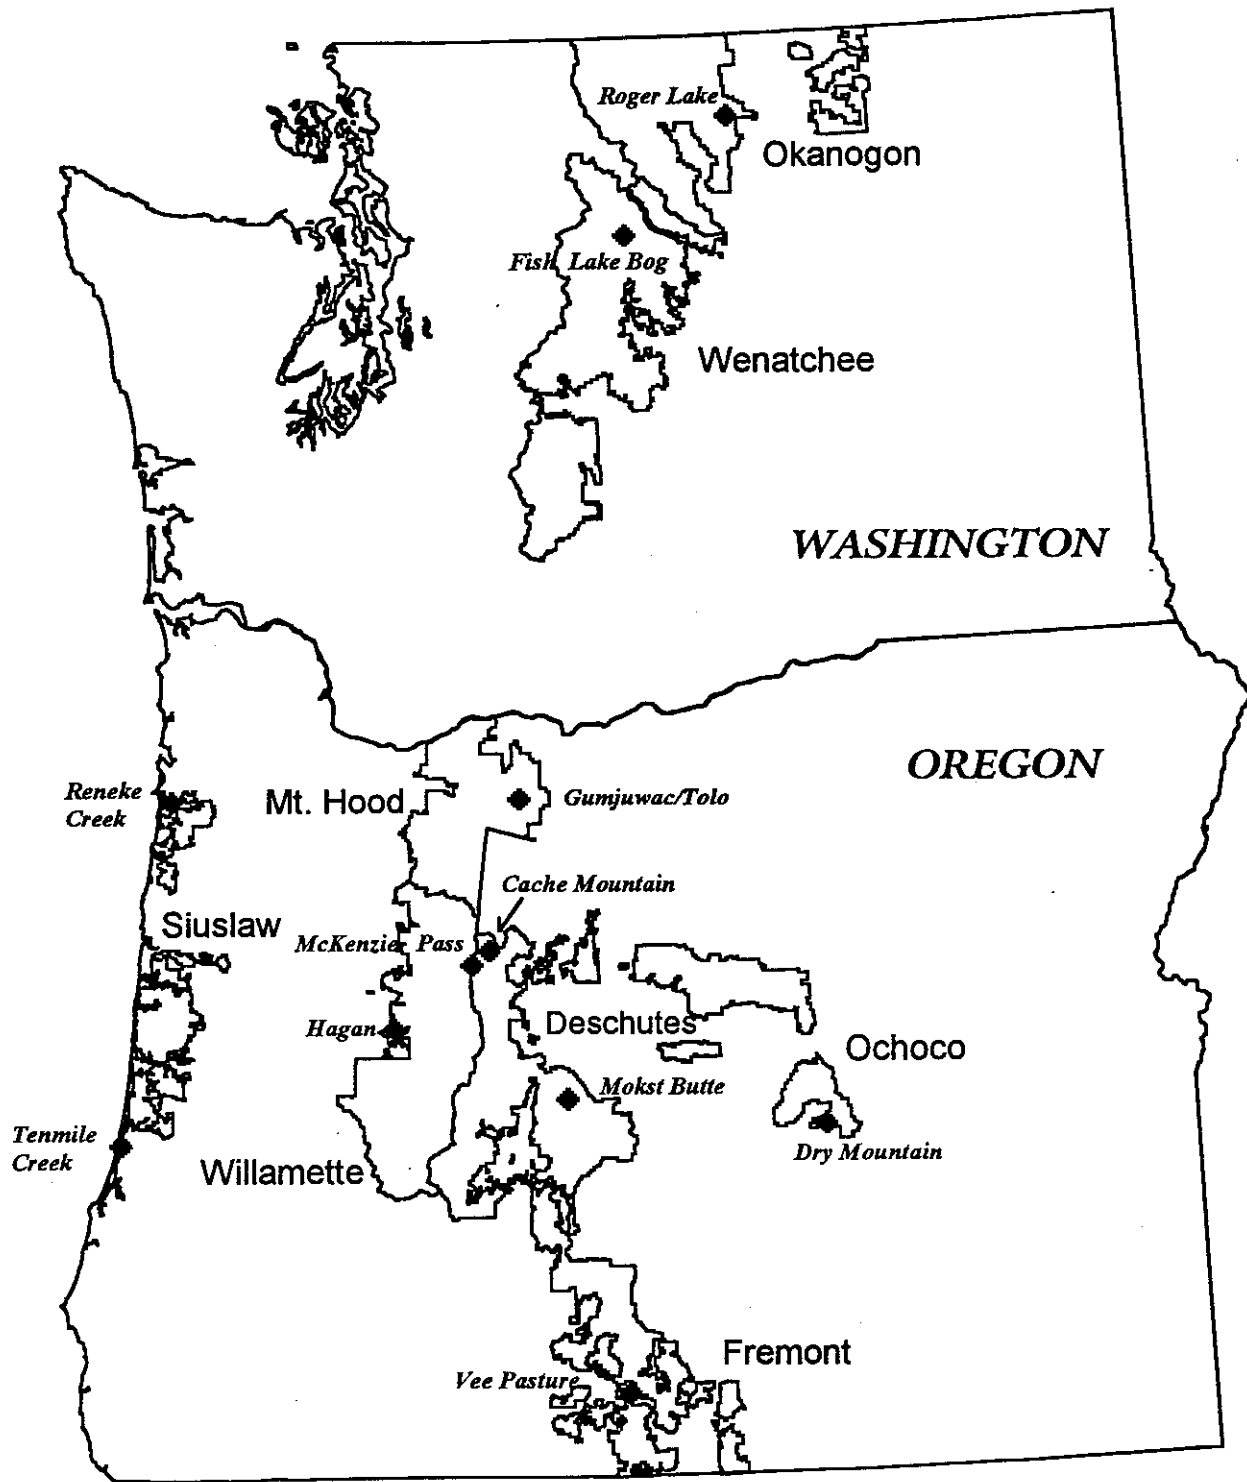 Roger Lake
Okanogon
Fish Lake Bog
Wenatchee
WASHINGTON
OREGON
Reneke
Creek
Mt. Hood
Gumjuwac/Tolo
Cache Mountain
Siuslaw
McKenzie Pass
Hagan
Deschutes
Ochoco
Mokst Butte
Tenmile
Creek
Willamette
Dry Mountain
Fremont
Vee Pasture